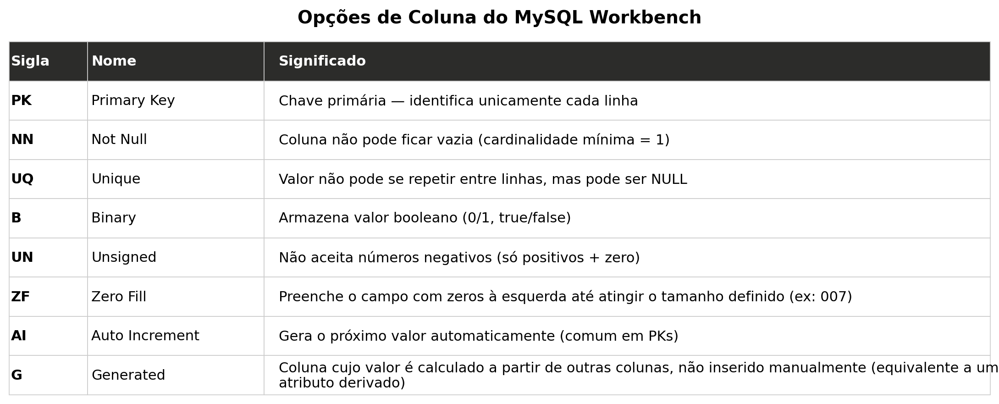 Opções de Coluna do MySQL Workbench
Sigla Nome Significado
PK Primary Key Chave primária — identifica unicamente cada linha
NN Not Null Coluna não pode ficar vazia (cardinalidade mínima = 1)
UQ Unique Valor não pode se repetir entre linhas, mas pode ser NULL
B Binary Armazena valor booleano (0/1, true/false)
UN Unsigned Não aceita números negativos (só positivos + zero)
ZF Zero Fill Preenche o campo com zeros à esquerda até atingir o tamanho definido (ex: 007)
AI Auto Increment Gera o próximo valor automaticamente (comum em PKs)
G Generated Coluna cujo valor é calculado a partir de outras colunas, não inserido manualmente (equivalente a um
atributo derivado)